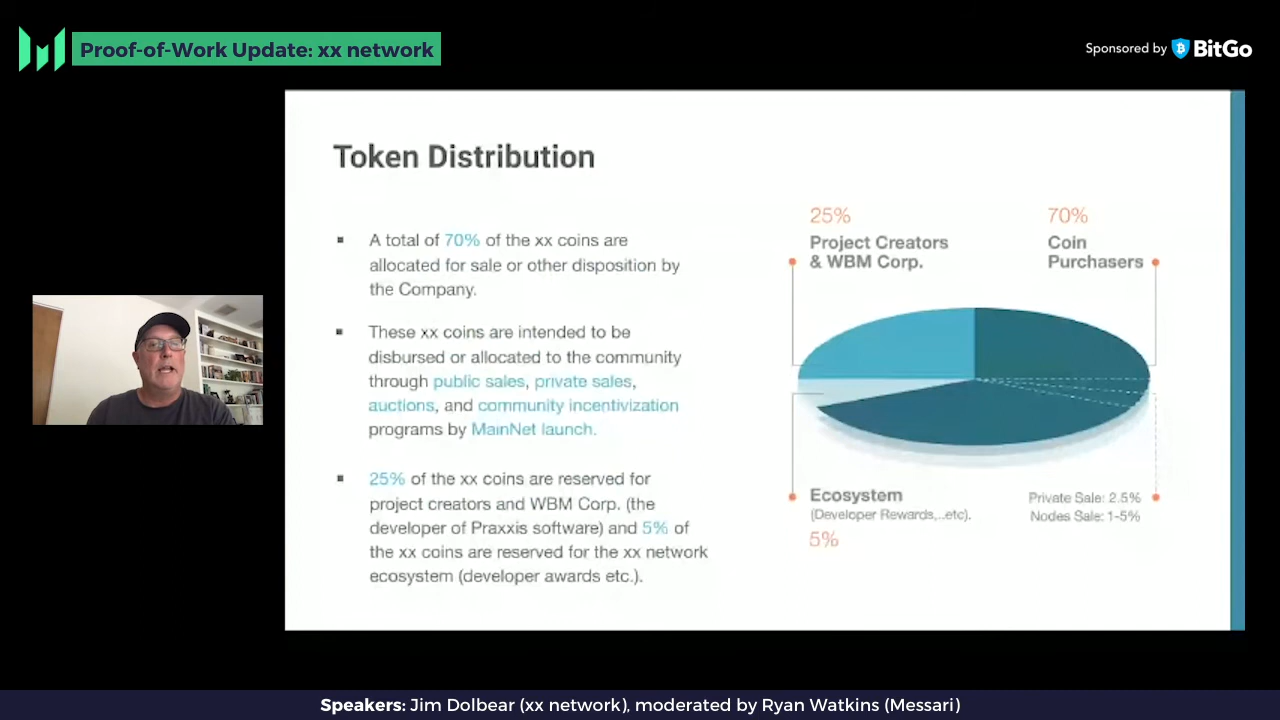 Proof-of-Work Update: xx network
Sponsored by BitGo
Token Distribution
A total of 70% of the xx coins are
allocated for sale or other disposition by
the Company.
These xx coins are intended to be
disbursed or allocated to the community
through public sales, private sales,
auctions, and community incentivization
programs by MainNet launch.
25% of the xx coins are reserved for
project creators and WBM Corp. (the
developer of Praxxis software) and 5% of
the xx coins are reserved for the xx network
ecosystem (developer awards etc.).
25%
Project Creators
& WBM Corp.
70%
Coin
Purchasers
Ecosystem
(Developer Rewards,..etc).
5%
Private Sale: 2.5%
Nodes Sale: 1-5%
Speakers: Jim Dolbear (xx network), moderated by Ryan Watkins (Messari)